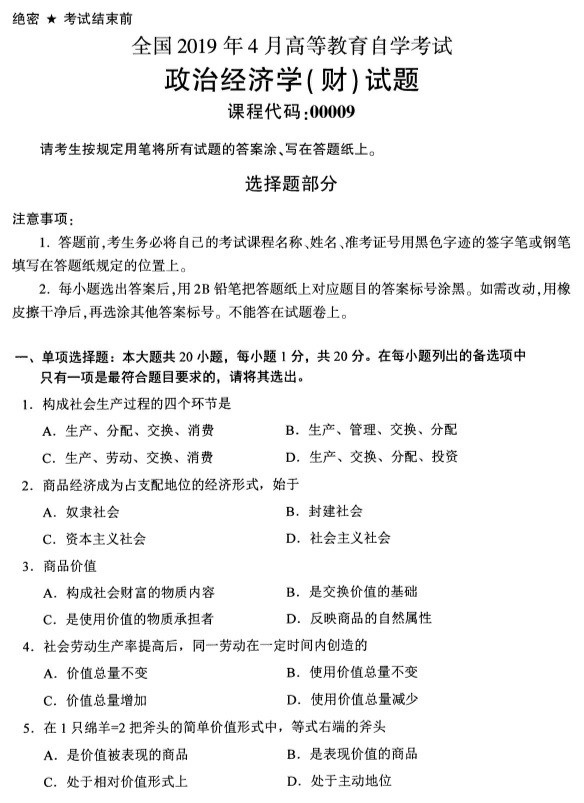 绝密 ★ 考试结束前
全国 2019 年 4 月高等教育自学考试
政治经济学(财)试题
课程代码:00009
请考生按规定用笔将所有试题的答案涂、写在答题纸上。
选择题部分
注意事项:
1. 答题前,考生务必将自己的考试课程名称、姓名、准考证号用黑色字迹的签字笔或钢笔
填写在答题纸规定的位置上。
2. 每小题选出答案后,用 2B 铅笔把答题纸上对应题目的答案标号涂黑。如需改动,用橡
皮擦干净后,再选涂其他答案标号。不能答在试题卷上。
一、单项选择题：本大题共 20 小题，每小题 1 分，共 20 分。在每小题列出的备选项中
只有一项是最符合题目要求的，请将其选出。
1. 构成社会生产过程的四个环节是
A. 生产、分配、交换、消费 B. 生产、管理、交换、分配
C. 生产、劳动、交换、消费 D. 生产、交换、分配、投资
2. 商品经济成为占支配地位的经济形式，始于
A. 奴隶社会 B. 封建社会
C. 资本主义社会 D. 社会主义社会
3. 商品价值
A. 构成社会财富的物质内容 B. 是交换价值的基础
C. 是使用价值的物质承担者 D. 反映商品的自然属性
4. 社会劳动生产率提高后，同一劳动在一定时间内创造的
A. 价值总量不变 B. 使用价值总量不变
C. 价值总量增加 D. 使用价值总量减少
5. 在 1 只绵羊=2 把斧头的简单价值形式中，等式右端的斧头
A. 是价值被表现的商品 B. 是表现价值的商品
C. 处于相对价值形式上 D. 处于主动地位